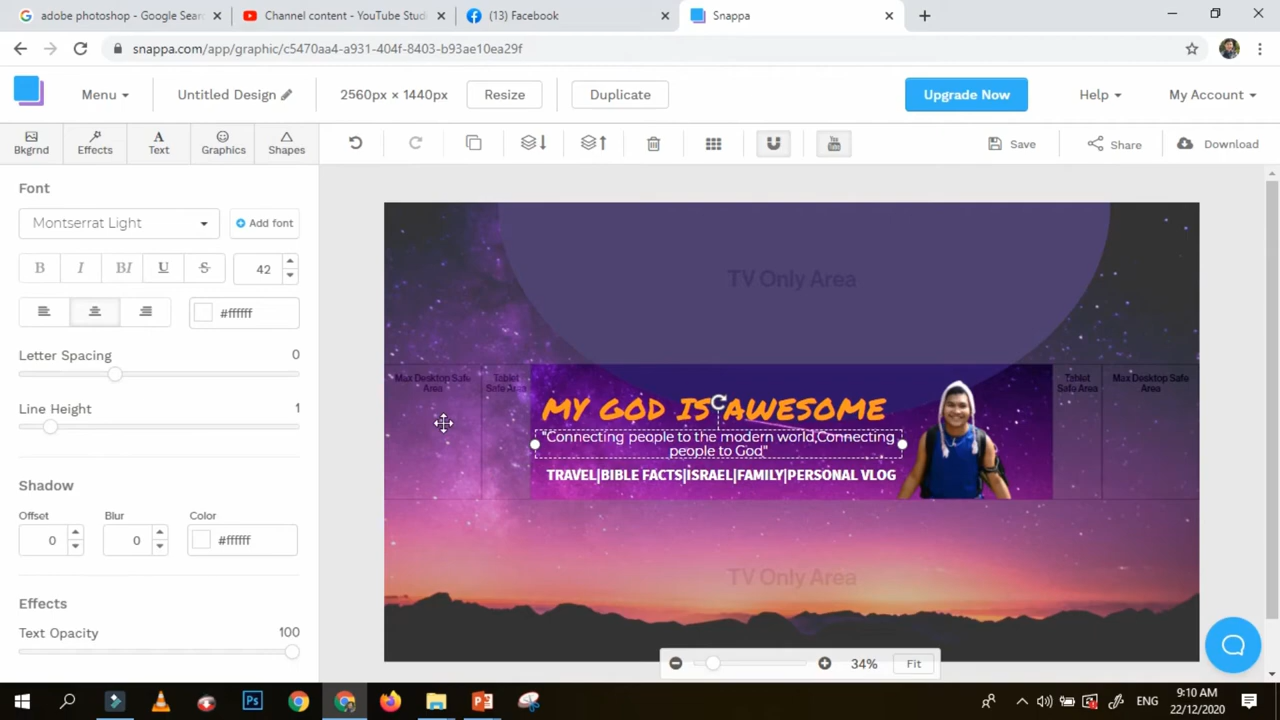 adobe photoshop - Google Sear
Channel content - YouTube Studi
(13) Facebook
Snappa
snappa.com/app/graphic/c5470aa4-a931-404f-8403-b93ae10ea29f
Menu
Untitled Design
2560px × 1440px
Resize
Duplicate
Upgrade Now
Help
My Account
Bkgrnd
Effects
Text
Graphics
Shapes
Save
Share
Download
Font
Montserrat Light
Add font
B
I
BI
U
S
42
#ffffff
Letter Spacing
0
Line Height
1
Shadow
Offset
Blur
Color
0
0
#ffffff
Effects
Text Opacity
100
TV Only Area
Max Desktop Safe
Area
Tablet
Safe Area
Tablet
Safe Area
Max Desktop Safe
Area
MY GOD IS AWESOME
"Connecting people to the modern world,Connecting
people to God"
TRAVEL|BIBLE FACTS|ISRAEL|FAMILY|PERSONAL VLOG
TV Only Area
34%
Fit
Ps
ENG
9:10 AM
22/12/2020